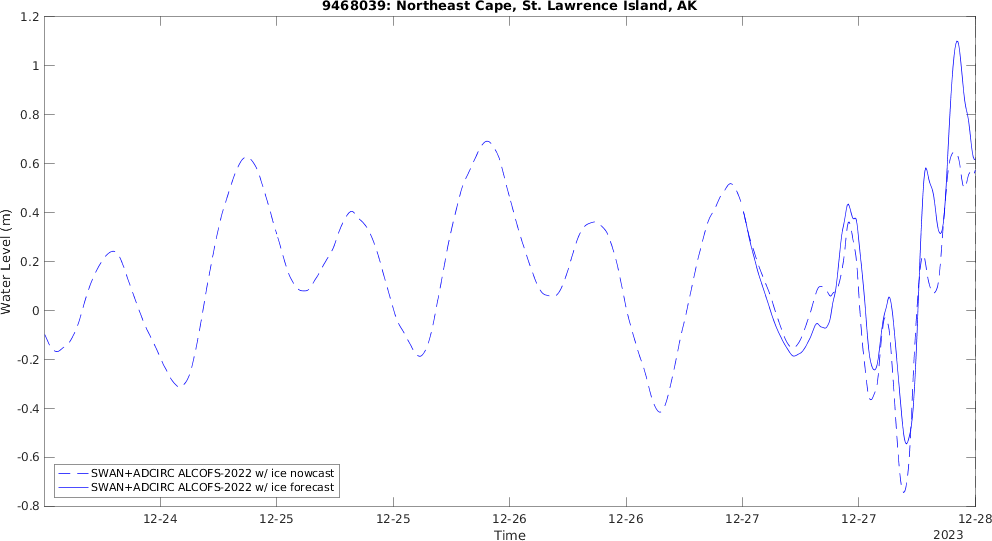 9468039: Northeast Cape, St. Lawrence Island, AK
1.2
1
0.8
0.6
0.4
0.2
0
-0.2
-0.4
-0.6
-0.8
Water Level (m)
SWAN+ADCIRC ALCOFS-2022 w/ ice nowcast
SWAN+ADCIRC ALCOFS-2022 w/ ice forecast
12-24 12-25 12-25 12-26 12-26 12-27 12-27 12-28
Time
2023